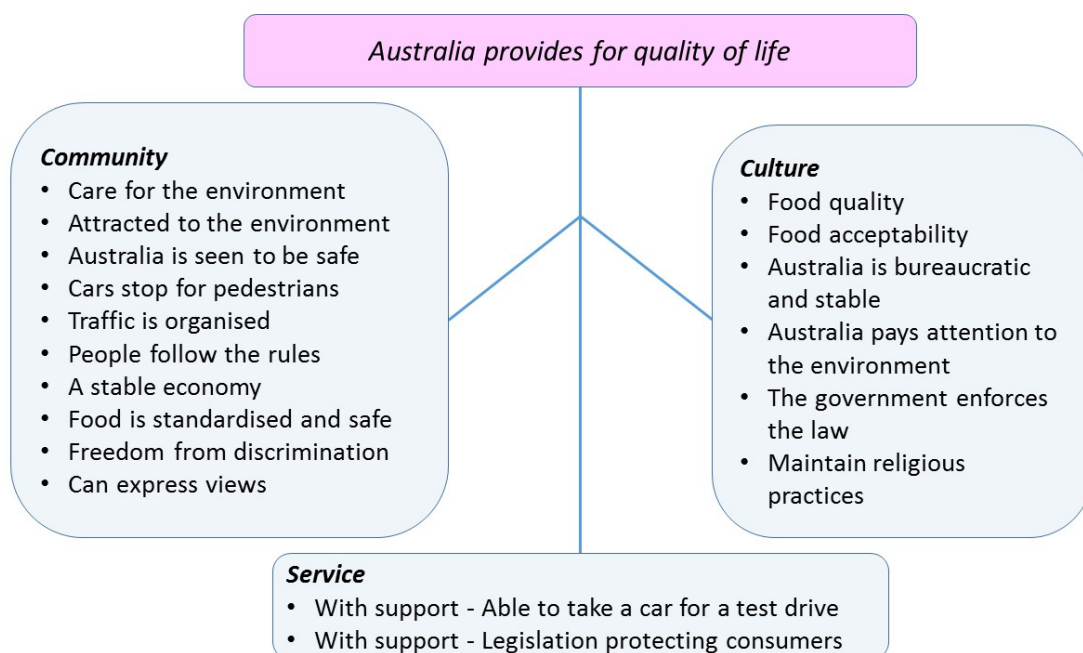 Australia provides for quality of life
Community
• Care for the environment
• Attracted to the environment
• Australia is seen to be safe
• Cars stop for pedestrians
• Traffic is organised
• People follow the rules
• A stable economy
• Food is standardised and safe
• Freedom from discrimination
• Can express views
Culture
• Food quality
• Food acceptability
• Australia is bureaucratic
and stable
• Australia pays attention to
the environment
• The government enforces
the law
• Maintain religious
practices
Service
• With support - Able to take a car for a test drive
• With support - Legislation protecting consumers